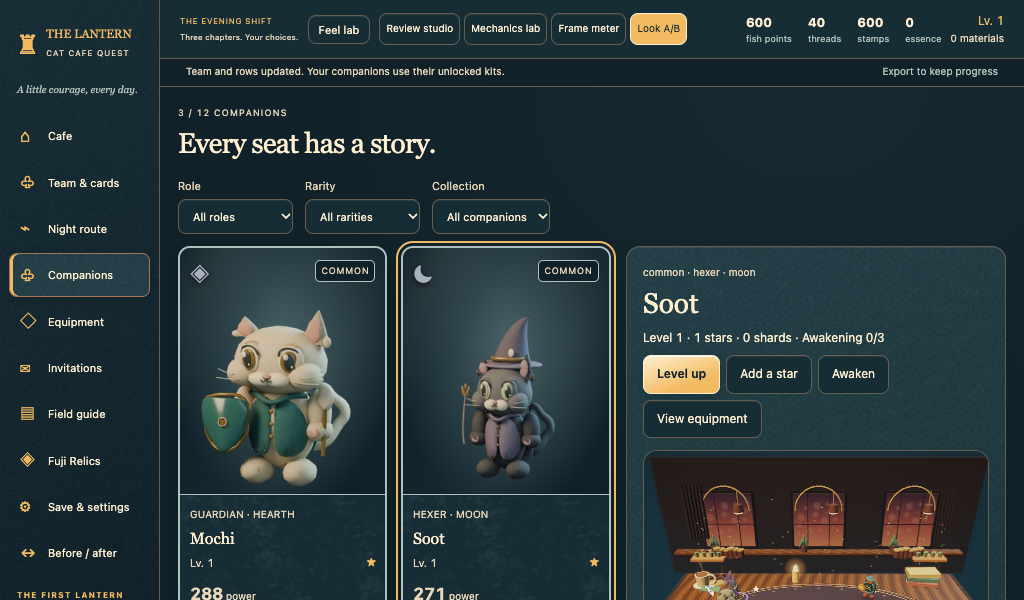 THE LANTERN
CAT CAFE QUEST
A little courage, every day.
Cafe
Team & cards
Night route
Companions
Equipment
Invitations
Field guide
Fuji Relics
Save & settings
Before / after
THE FIRST LANTERN
THE EVENING SHIFT
Three chapters. Your choices.
Feel lab
Review studio
Mechanics lab
Frame meter
Look A/B
600
fish points
40
threads
600
stamps
0
essence
Lv. 1
0 materials
Team and rows updated. Your companions use their unlocked kits.
Export to keep progress
3 / 12 COMPANIONS
Every seat has a story.
Role
Rarity
Collection
All roles
All rarities
All companions
COMMON
GUARDIAN · HEARTH
Mochi
Lv. 1
288 power
COMMON
HEXER · MOON
Soot
Lv. 1
271 power
common · hexer · moon
Soot
Level 1 · 1 stars · 0 shards · Awakening 0/3
Level up
Add a star
Awaken
View equipment